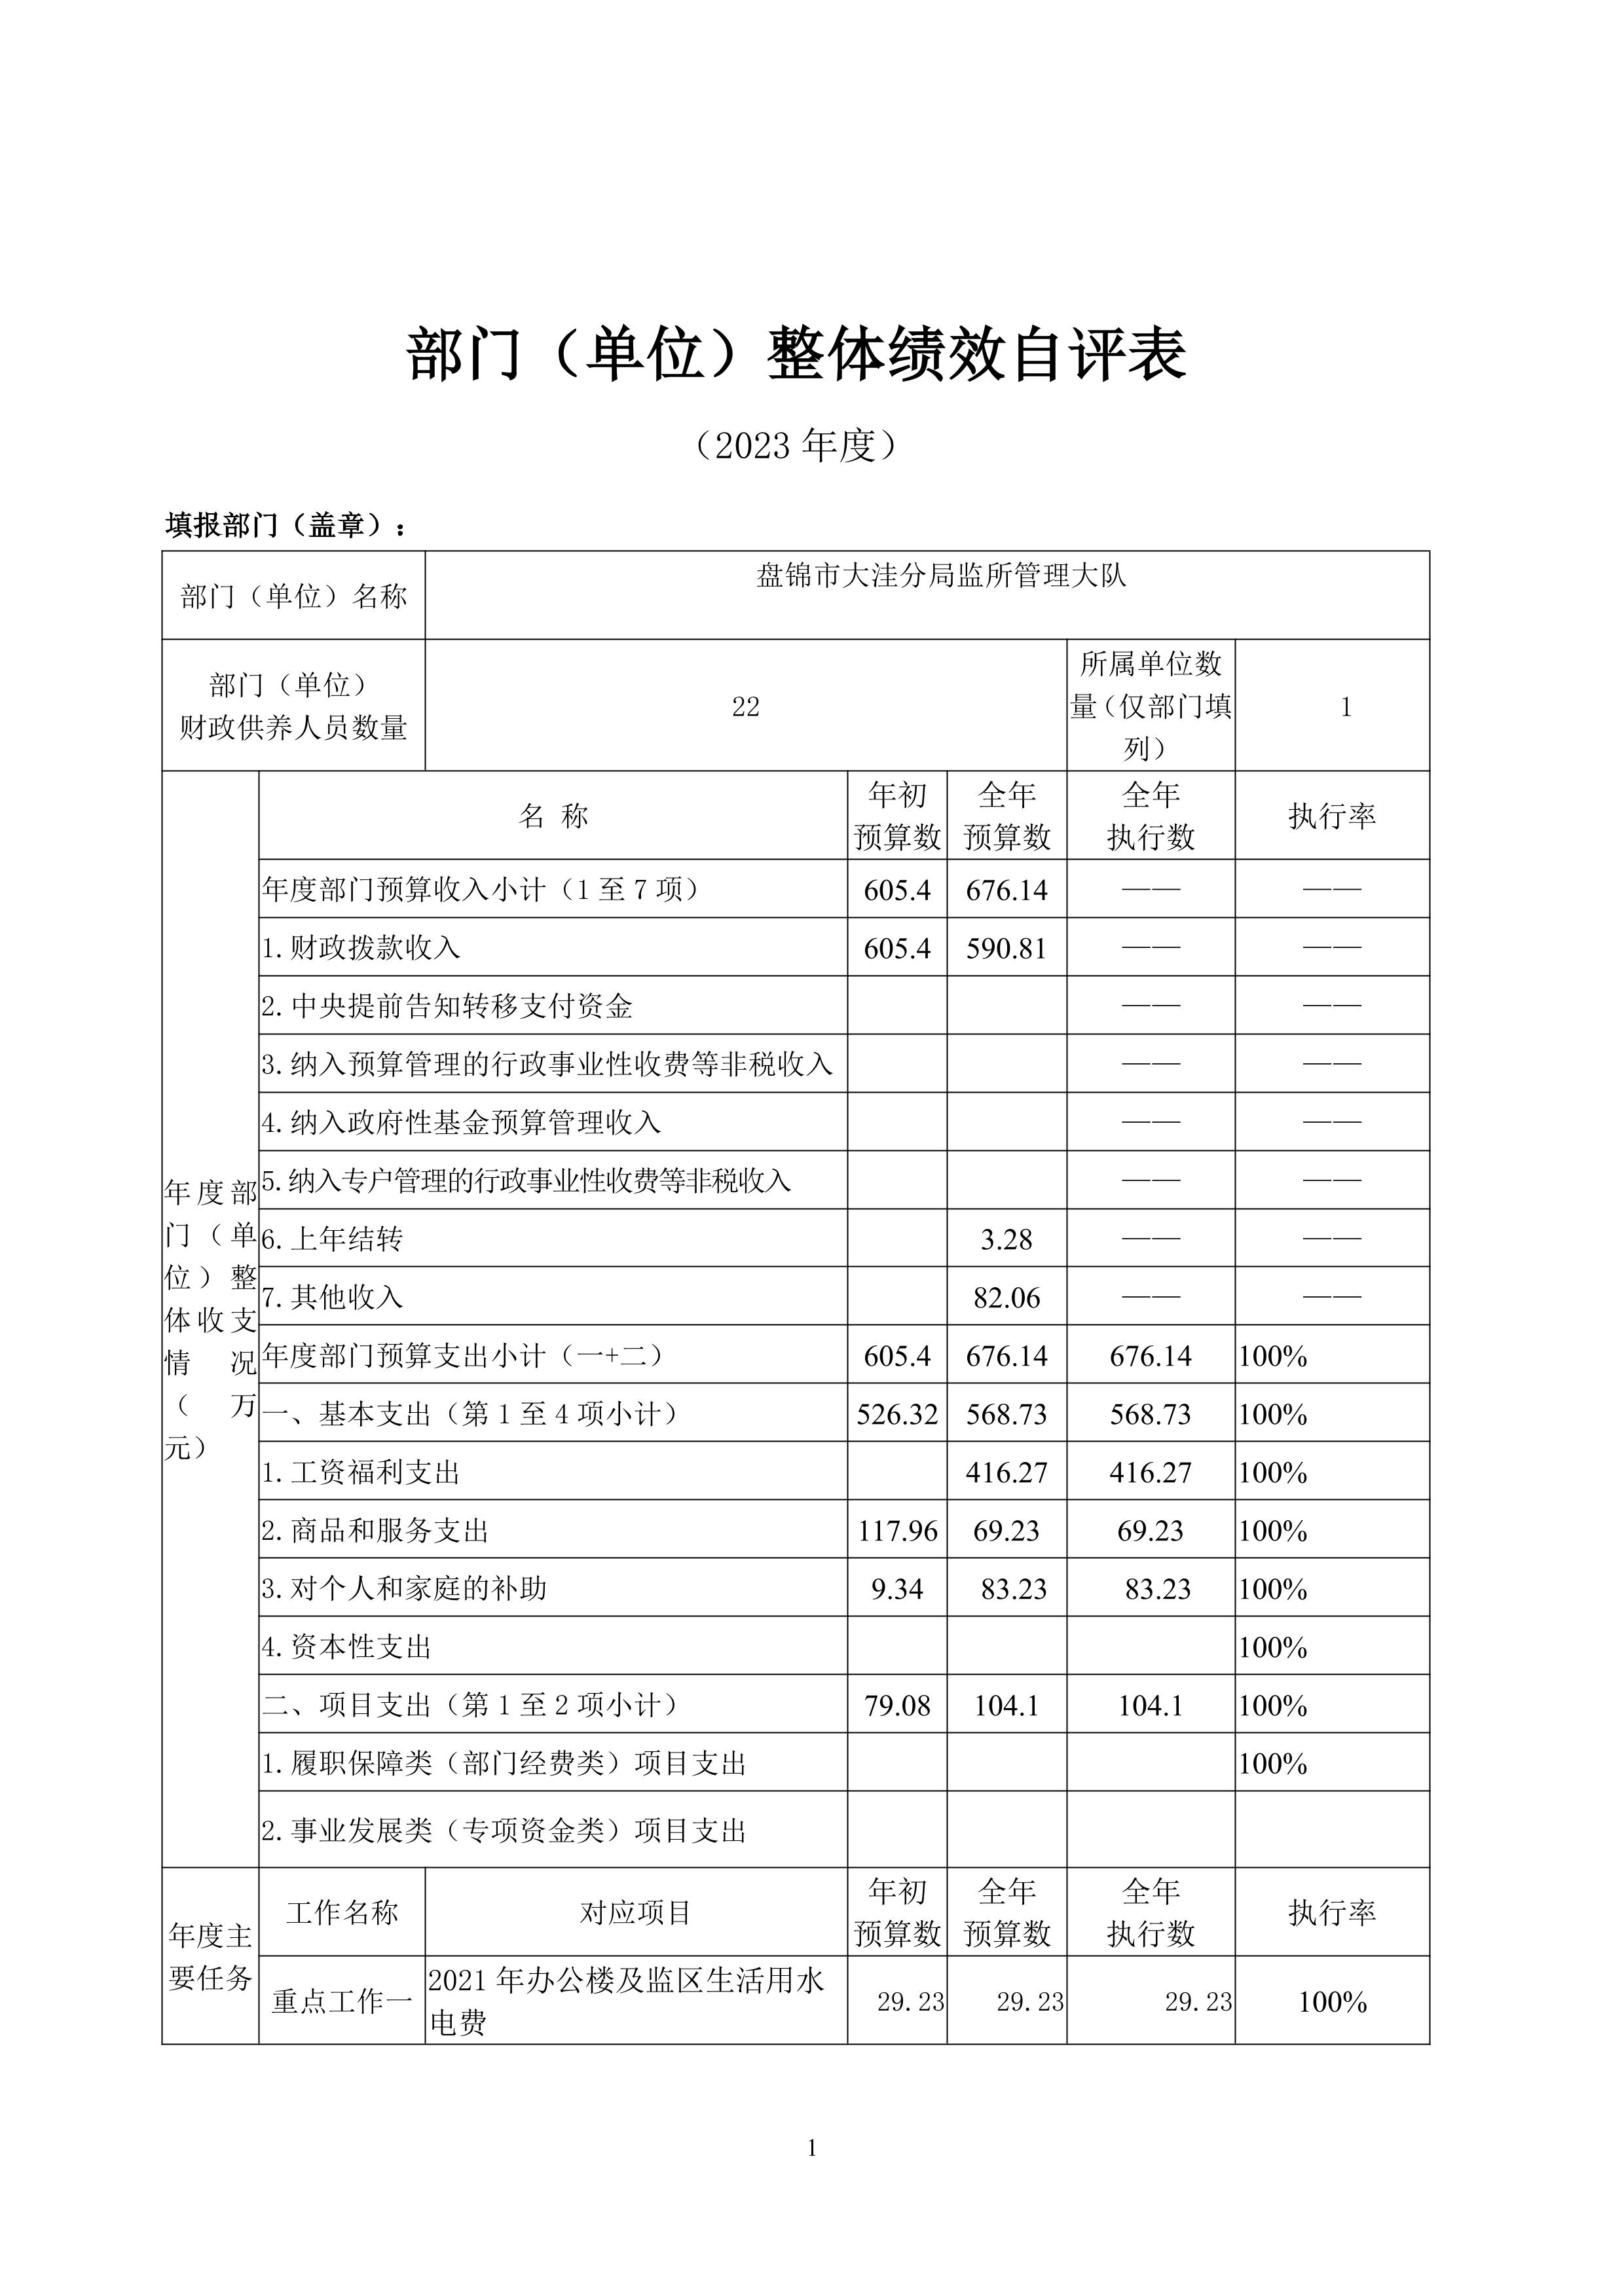 部门（单位）整体绩效自评表
（2023 年度）
填报部门（盖章）：
部门（单位）名称
盘锦市大洼分局监所管理大队
部门（单位）
财政供养人员数量
22
所属单位数
量（仅部门填
列）
1
年度部
门（单
位）整
体收支
情况
（万
元）
名 称
年初
预算数
全年
预算数
全年
执行数
执行率
年度部门预算收入小计（1 至 7 项） 605.4 676.14 —— ——
1.财政拨款收入 605.4 590.81 —— ——
2.中央提前告知转移支付资金 —— ——
3.纳入预算管理的行政事业性收费等非税收入 —— ——
4.纳入政府性基金预算管理收入 —— ——
5.纳入专户管理的行政事业性收费等非税收入 —— ——
6.上年结转 3.28 —— ——
7.其他收入 82.06 —— ——
年度部门预算支出小计（一+二） 605.4 676.14 676.14 100%
一、基本支出（第 1 至 4 项小计） 526.32 568.73 568.73 100%
1.工资福利支出 416.27 416.27 100%
2.商品和服务支出 117.96 69.23 69.23 100%
3.对个人和家庭的补助 9.34 83.23 83.23 100%
4.资本性支出 100%
二、项目支出（第 1 至 2 项小计） 79.08 104.1 104.1 100%
1.履职保障类（部门经费类）项目支出 100%
2.事业发展类（专项资金类）项目支出
年度主
要任务
工作名称
对应项目
年初
预算数
全年
预算数
全年
执行数
执行率
重点工作一
2021 年办公楼及监区生活用水
电费
29.23 29.23 29.23 100%
1